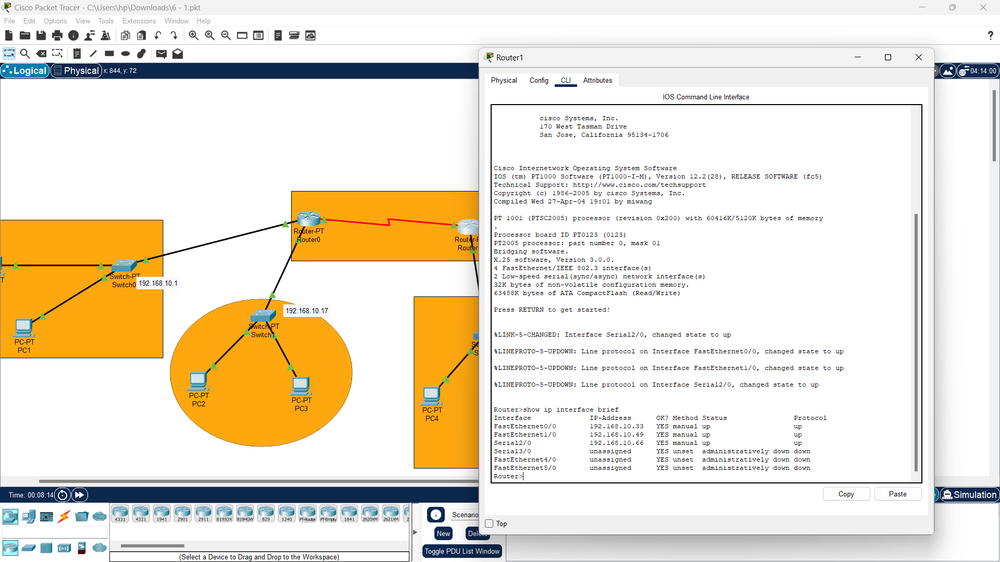 Cisco Packet Tracer - C:\Users\hp\Downloads\6 - 1.pkt
File Edit Options View Tools Extensions Window Help
Logical Physical x: 844, y: 72
04:14:00
Router-PT
Router0
Switch-PT
Switch0
192.168.10.1
PC-PT
PC1
192.168.10.17
Switch-PT
Switch1
PC-PT
PC2
PC-PT
PC3
PC-PT
PC4
Router1
Physical Config CLI Attributes
IOS Command Line Interface
cisco Systems, Inc.
170 West Tasman Drive
San Jose, California 95134-1706
Cisco Internetwork Operating System Software
IOS (tm) PT1000 Software (PT1000-I-M), Version 12.2(28), RELEASE SOFTWARE (fc5)
Technical Support: http://www.cisco.com/techsupport
Copyright (c) 1986-2005 by cisco Systems, Inc.
Compiled Wed 27-Apr-04 19:01 by miwang
PT 1001 (PTSC2005) processor (revision 0x200) with 60416K/5120K bytes of memory
.
Processor board ID PT0123 (0123)
PT2005 processor: part number 0, mask 01
Bridging software.
X.25 software, Version 3.0.0.
4 FastEthernet/IEEE 802.3 interface(s)
2 Low-speed serial(sync/async) network interface(s)
32K bytes of non-volatile configuration memory.
63488K bytes of ATA CompactFlash (Read/Write)
Press RETURN to get started!
%LINK-5-CHANGED: Interface Serial2/0, changed state to up
%LINEPROTO-5-UPDOWN: Line protocol on Interface FastEthernet0/0, changed state to up
%LINEPROTO-5-UPDOWN: Line protocol on Interface FastEthernet1/0, changed state to up
%LINEPROTO-5-UPDOWN: Line protocol on Interface Serial2/0, changed state to up
Router>show ip interface brief
Interface IP-Address OK? Method Status Protocol
FastEthernet0/0 192.168.10.33 YES manual up up
FastEthernet1/0 192.168.10.49 YES manual up up
Serial2/0 192.168.10.66 YES manual up up
Serial3/0 unassigned YES unset administratively down down
FastEthernet4/0 unassigned YES unset administratively down down
FastEthernet5/0 unassigned YES unset administratively down down
Router>
Copy Paste
Top
Time: 00:08:14
Simulation
4331 4321 1941 2901 2911 819IOX 819HGW 829 1240 PT-Router PT-Empty 1841 2620XM 2621XM
(Select a Device to Drag and Drop to the Workspace)
Scenario
New Delete
Toggle PDU List Window